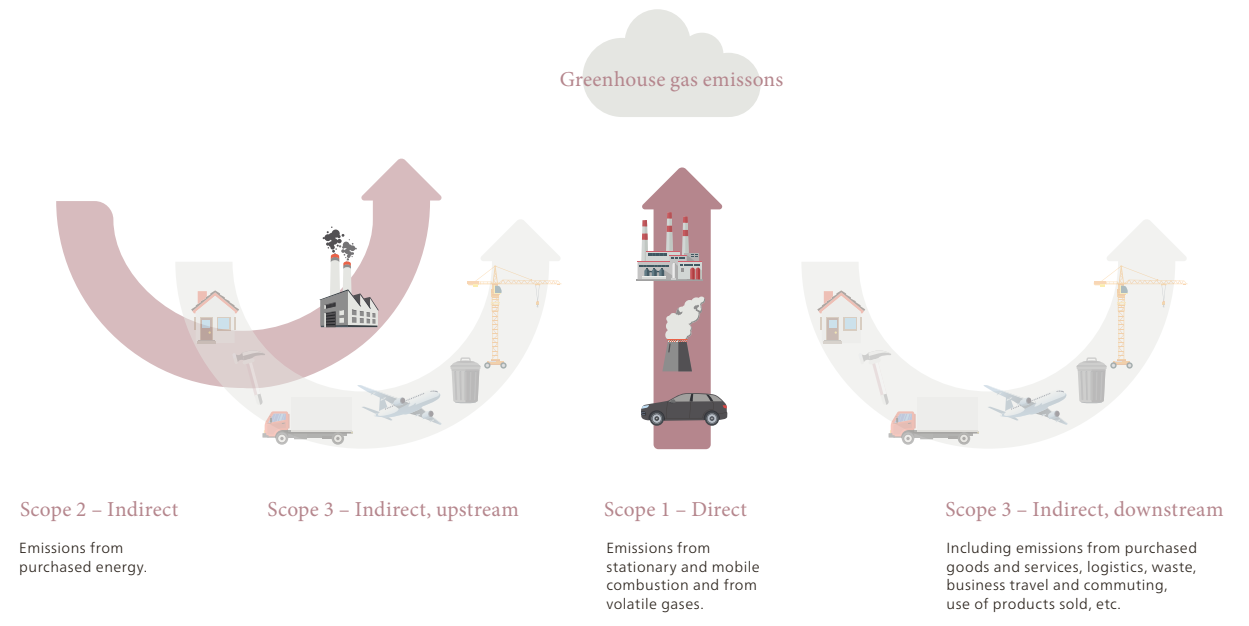 Greenhouse gas emissons
Scope 2 – Indirect
Emissions from
purchased energy.
Scope 3 – Indirect, upstream
Scope 1 – Direct
Emissions from
stationary and mobile
combustion and from
volatile gases.
Scope 3 – Indirect, downstream
Including emissions from purchased
goods and services, logistics, waste,
business travel and commuting,
use of products sold, etc.